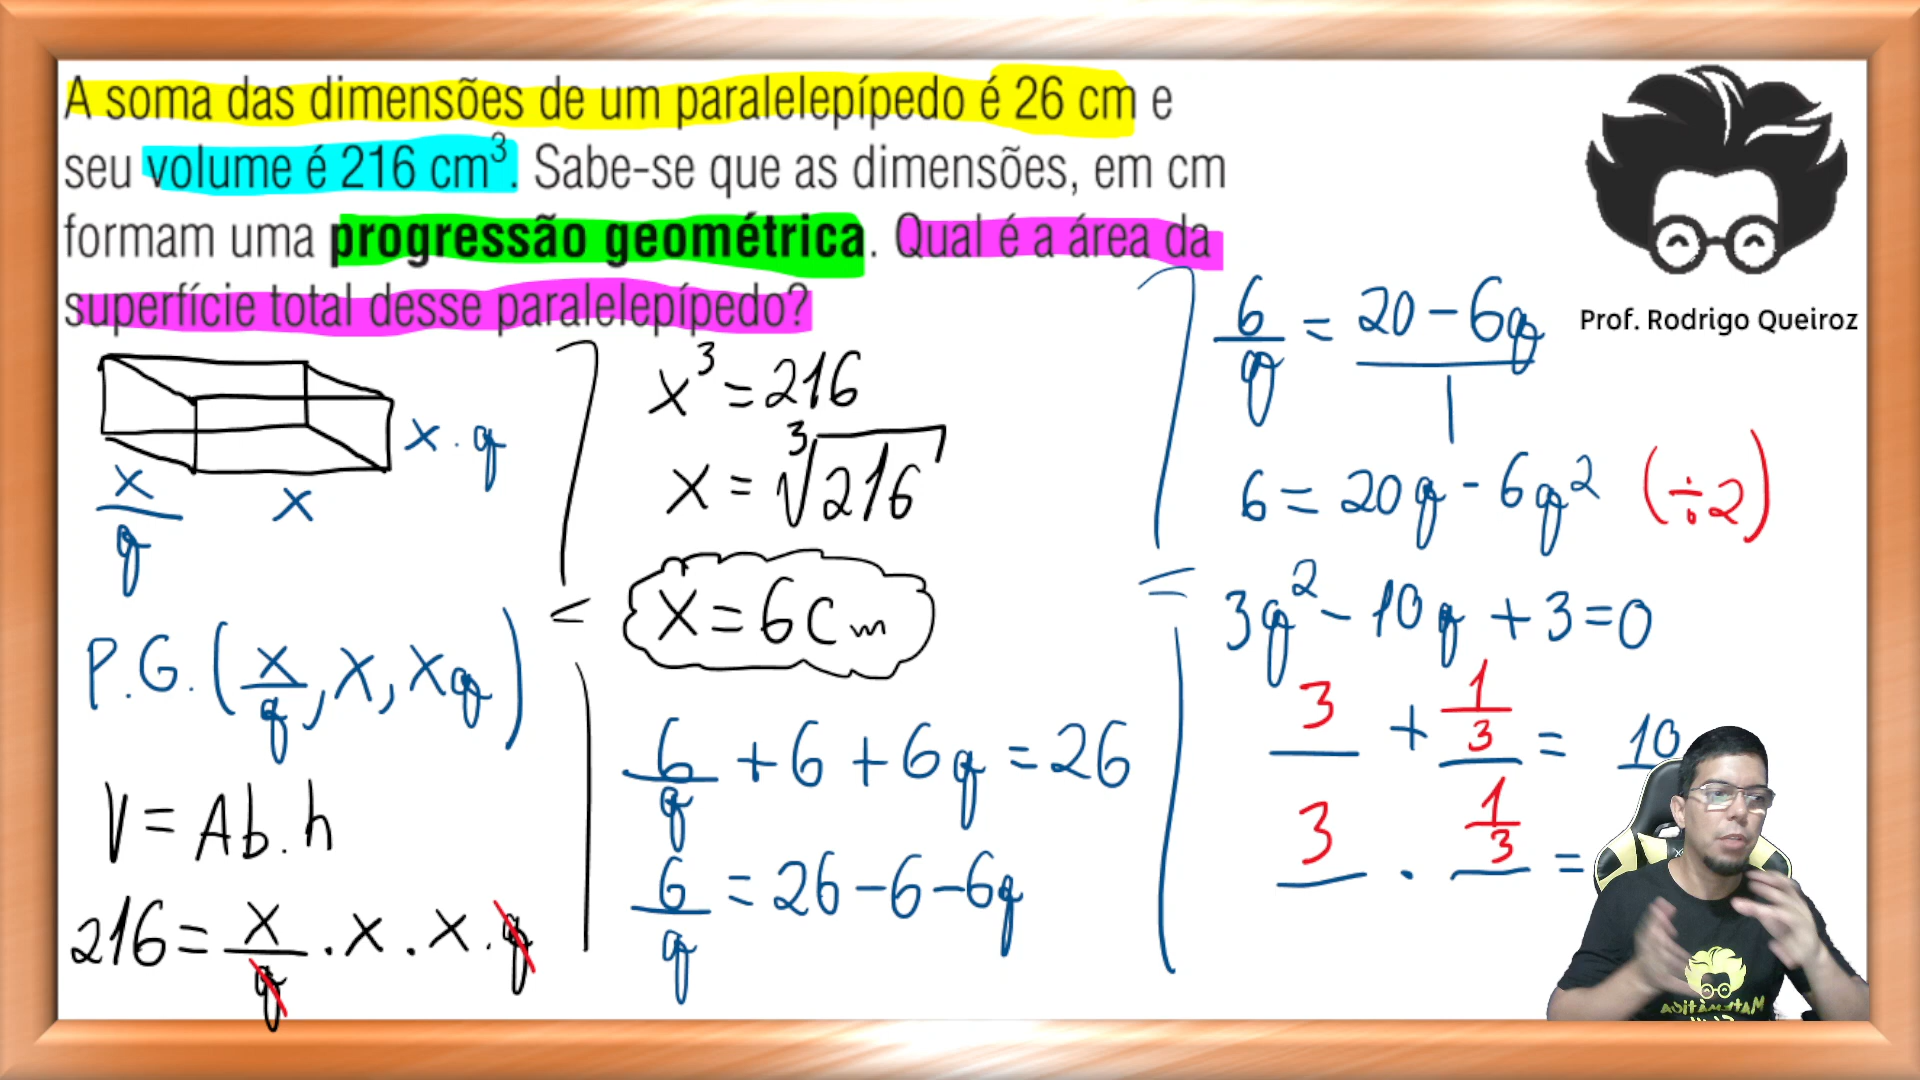 A soma das dimensões de um paralelepípedo é 26 cm e
seu volume é 216 cm³. Sabe-se que as dimensões, em cm
formam uma progressão geométrica. Qual é a área da
superfície total desse paralelepípedo?
Prof. Rodrigo Queiroz
x/q
x
x . q
P.G. (x/q, x, xq)
V = Ab . h
216 = x/q . x . x . q
x³ = 216
x = ³√216
x = 6cm
6/q + 6 + 6q = 26
6/q = 26 - 6 - 6q
6/q = 20 - 6q/1
6 = 20q - 6q² (÷2)
3q² - 10q + 3 = 0
3 + 1/3 = 10
3 . 1/3 =